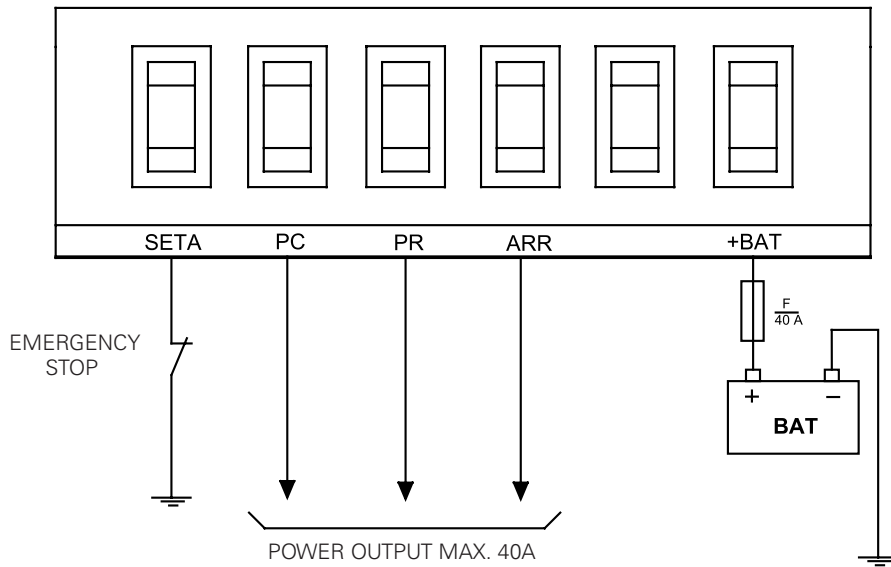 SETA PC PR ARR +BAT
EMERGENCY
STOP
F
40 A
+ −
BAT
POWER OUTPUT MAX. 40A